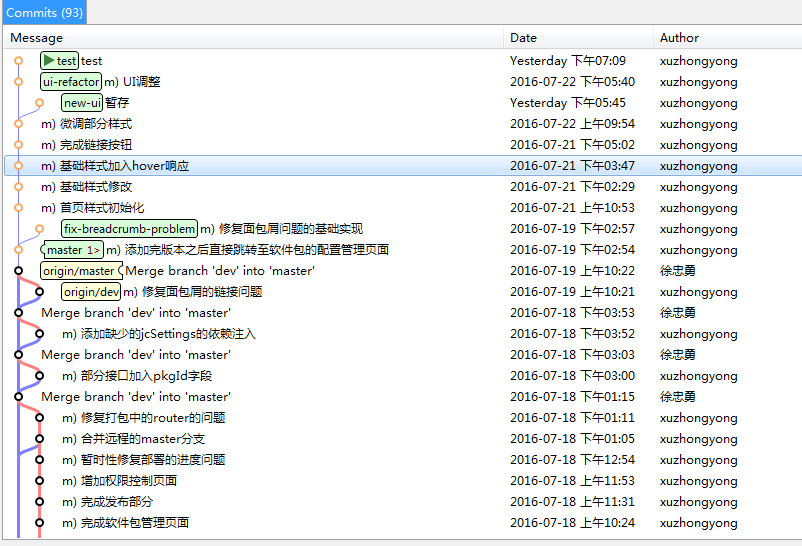 Commits (93)
Message Date Author
test test Yesterday 下午07:09 xuzhongyong
ui-refactor m) UI调整 2016-07-22 下午05:40 xuzhongyong
new-ui 暂存 Yesterday 下午05:45 xuzhongyong
m) 微调部分样式 2016-07-22 上午09:54 xuzhongyong
m) 完成链接按钮 2016-07-21 下午05:02 xuzhongyong
m) 基础样式加入hover响应 2016-07-21 下午03:47 xuzhongyong
m) 基础样式修改 2016-07-21 下午02:29 xuzhongyong
m) 首页样式初始化 2016-07-21 上午10:53 xuzhongyong
fix-breadcrumb-problem m) 修复面包屑问题的基础实现 2016-07-19 下午02:57 xuzhongyong
master 1> m) 添加完版本之后直接跳转至软件包的配置管理页面 2016-07-19 下午02:54 xuzhongyong
origin/master Merge branch 'dev' into 'master' 2016-07-19 上午10:22 徐忠勇
origin/dev m) 修复面包屑的链接问题 2016-07-19 上午10:21 xuzhongyong
Merge branch 'dev' into 'master' 2016-07-18 下午03:53 徐忠勇
m) 添加缺少的jcSettings的依赖注入 2016-07-18 下午03:52 xuzhongyong
Merge branch 'dev' into 'master' 2016-07-18 下午03:03 徐忠勇
m) 部分接口加入pkgId字段 2016-07-18 下午03:00 xuzhongyong
Merge branch 'dev' into 'master' 2016-07-18 下午01:15 徐忠勇
m) 修复打包中的router的问题 2016-07-18 下午01:11 xuzhongyong
m) 合并远程的master分支 2016-07-18 下午01:05 xuzhongyong
m) 暂时性修复部署的进度问题 2016-07-18 下午12:54 xuzhongyong
m) 增加权限控制页面 2016-07-18 上午11:53 xuzhongyong
m) 完成发布部分 2016-07-18 上午11:31 xuzhongyong
m) 完成软件包管理页面 2016-07-18 上午10:24 xuzhongyong